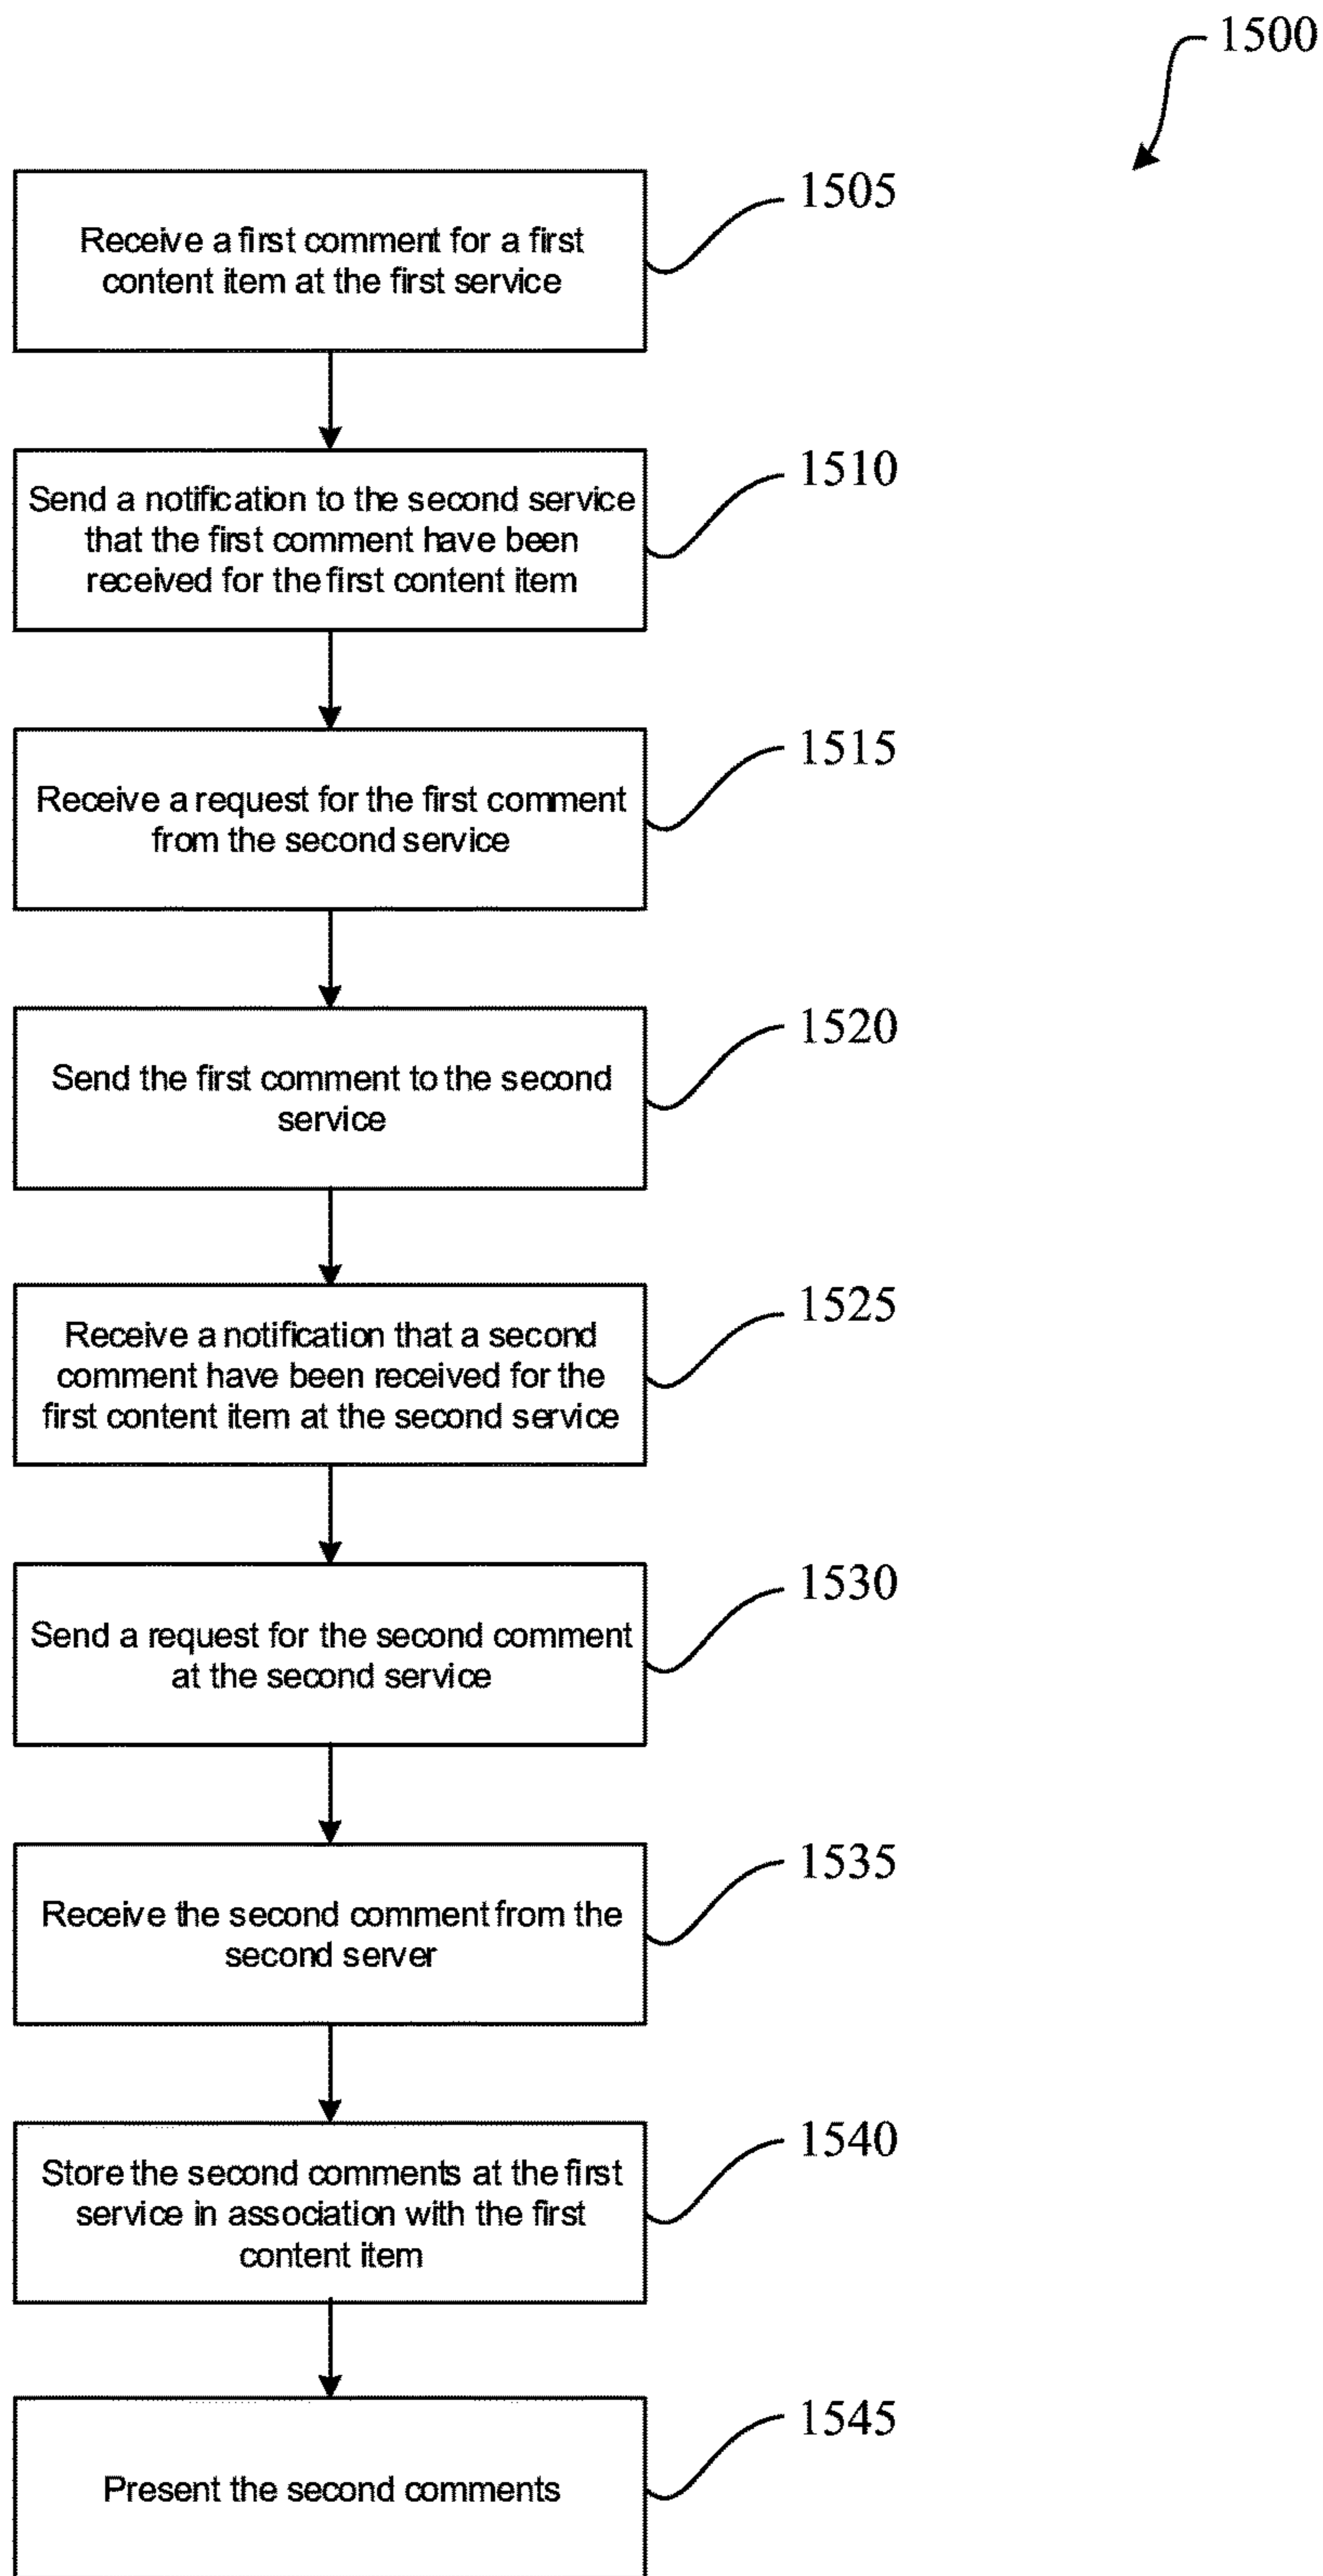 1500
Receive a first comment for a first
content item at the first service
1505
Send a notification to the second service
that the first comment have been
received for the first content item
1510
Receive a request for the first comment
from the second service
1515
Send the first comment to the second
service
1520
Receive a notification that a second
comment have been received for the
first content item at the second service
1525
Send a request for the second comment
at the second service
1530
Receive the second comment from the
second server
1535
Store the second comments at the first
service in association with the first
content item
1540
Present the second comments
1545